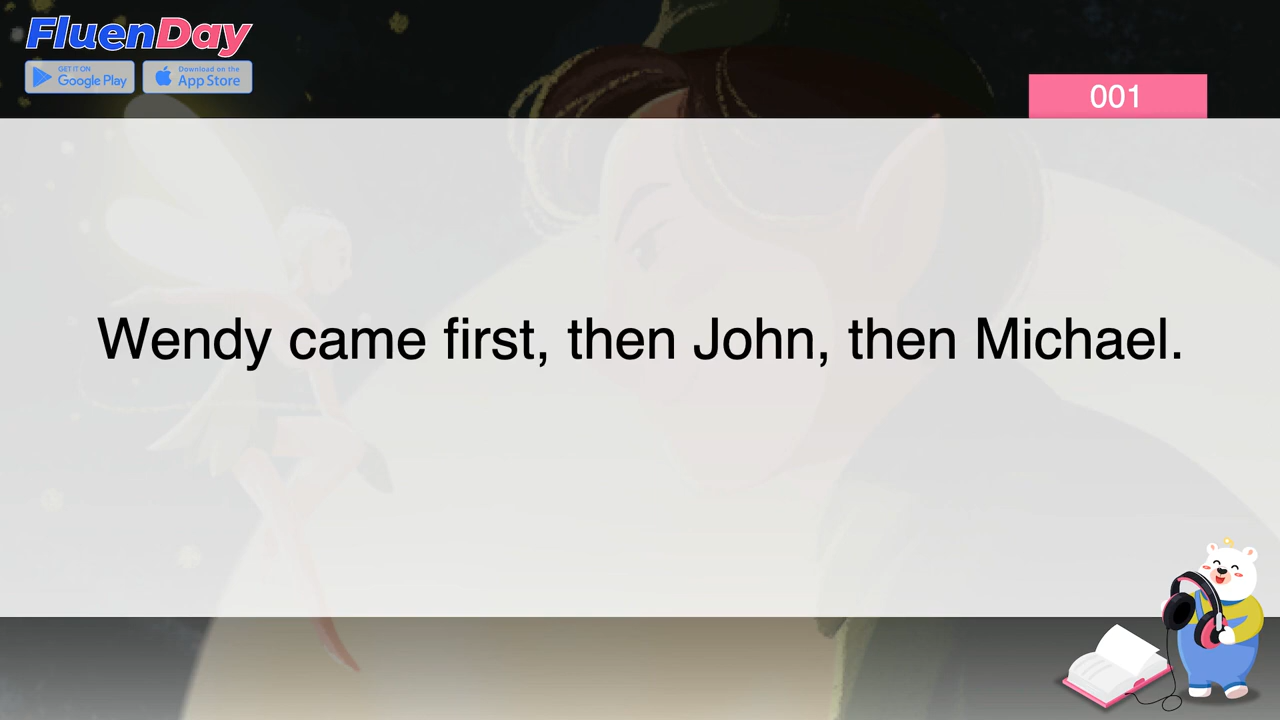 FluenDay
GET IT ON
Google Play
Download on the
App Store
001
Wendy came first, then John, then Michael.